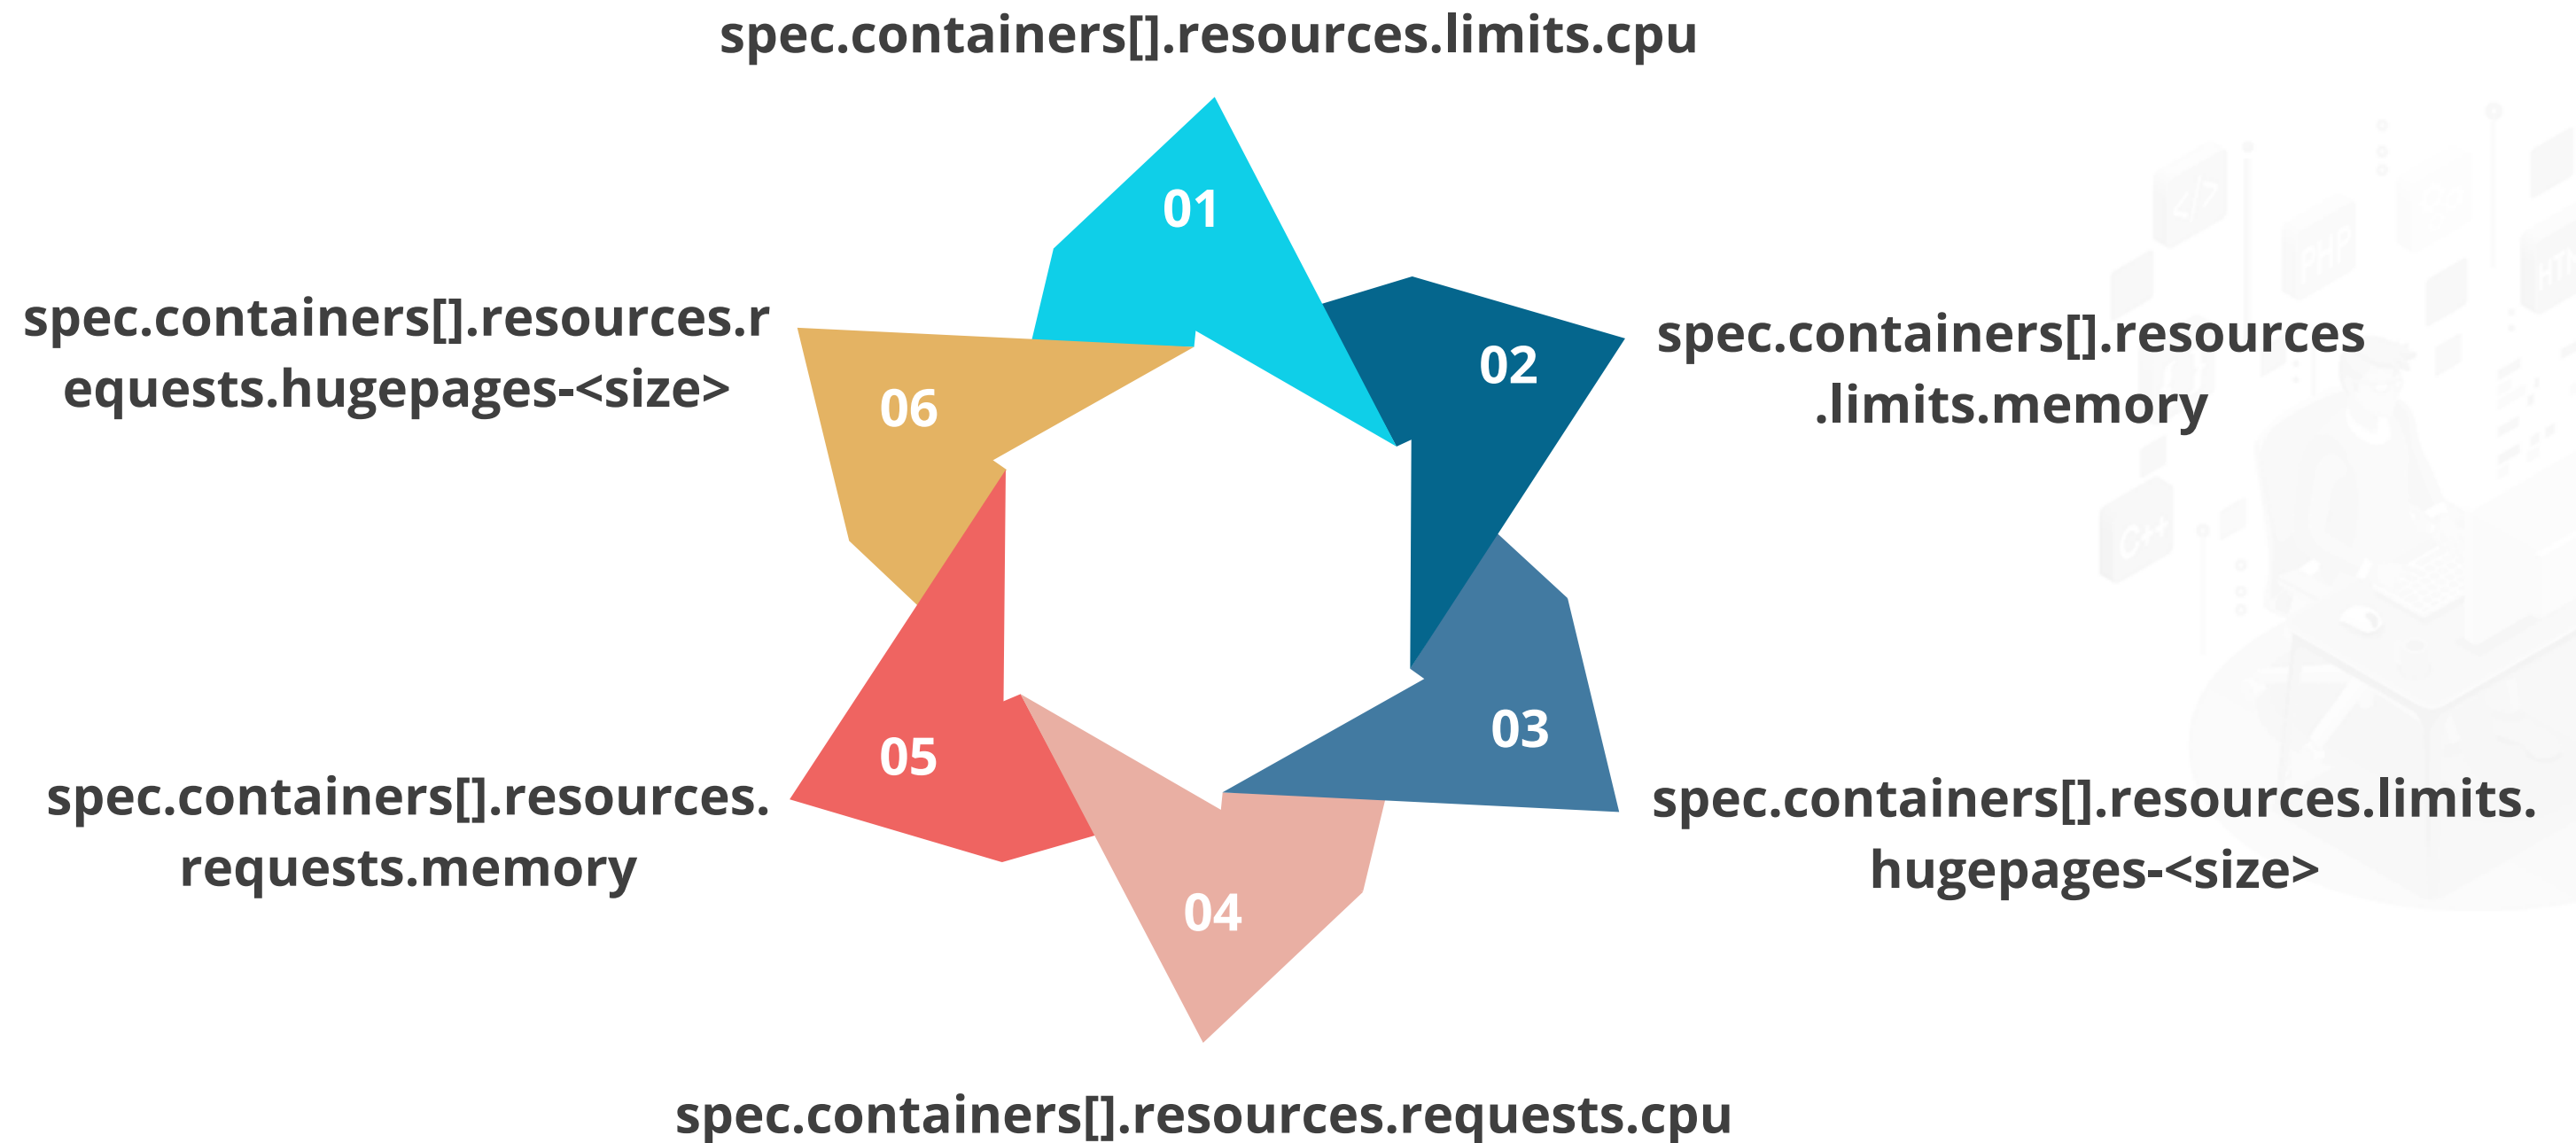 spec.containers[].resources.limits.cpu
01
02
spec.containers[].resources
.limits.memory
03
spec.containers[].resources.limits.
hugepages-<size>
04
spec.containers[].resources.requests.cpu
05
spec.containers[].resources.
requests.memory
06
spec.containers[].resources.r
equests.hugepages-<size>
</>
PHP
C++